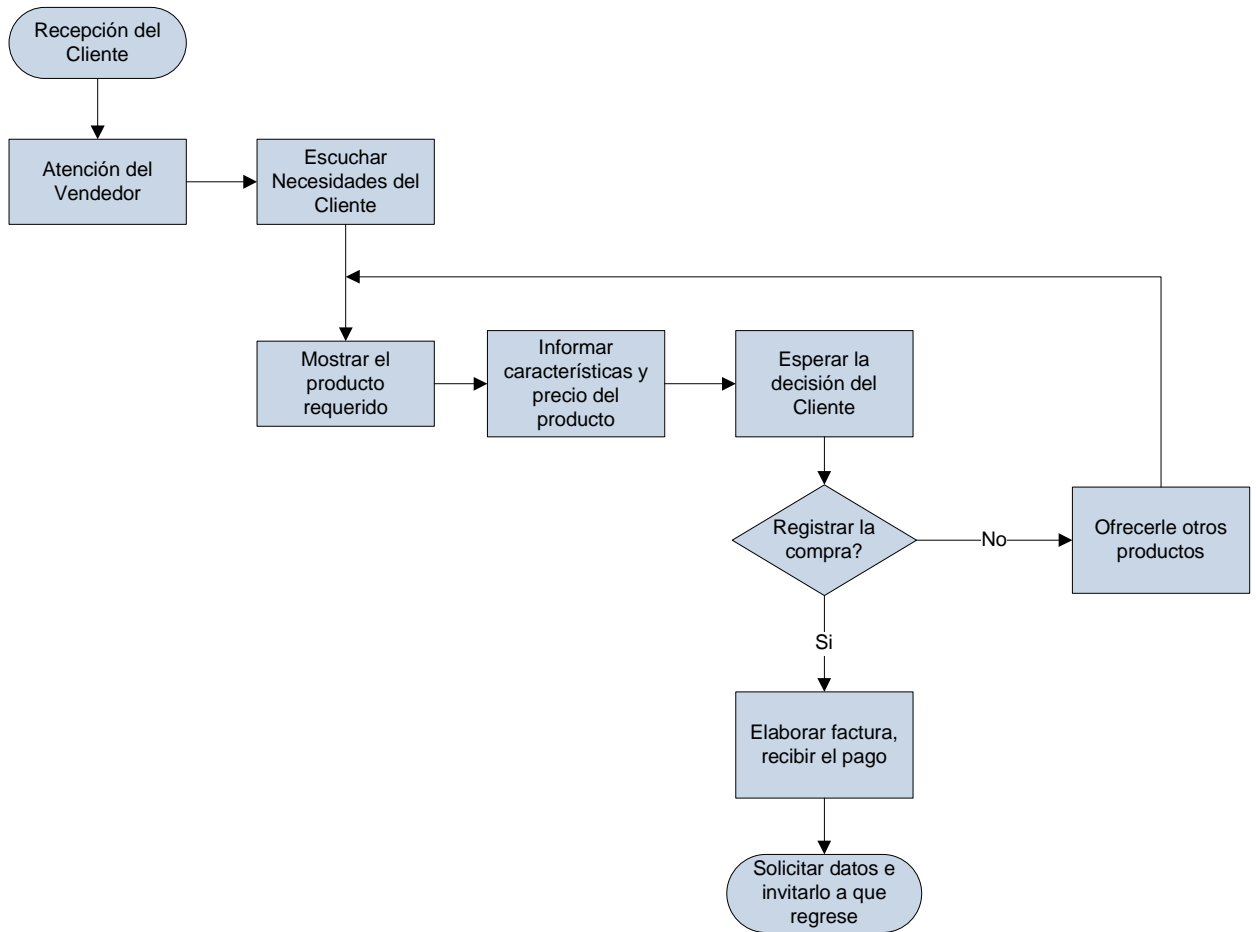 Recepción del
Cliente
Atención del
Vendedor
Escuchar
Necesidades del
Cliente
Mostrar el
producto
requerido
Informar
características y
precio del
producto
Esperar la
decisión del
Cliente
Registrar la
compra?
No
Ofrecerle otros
productos
Si
Elaborar factura,
recibir el pago
Solicitar datos e
invitarlo a que
regrese